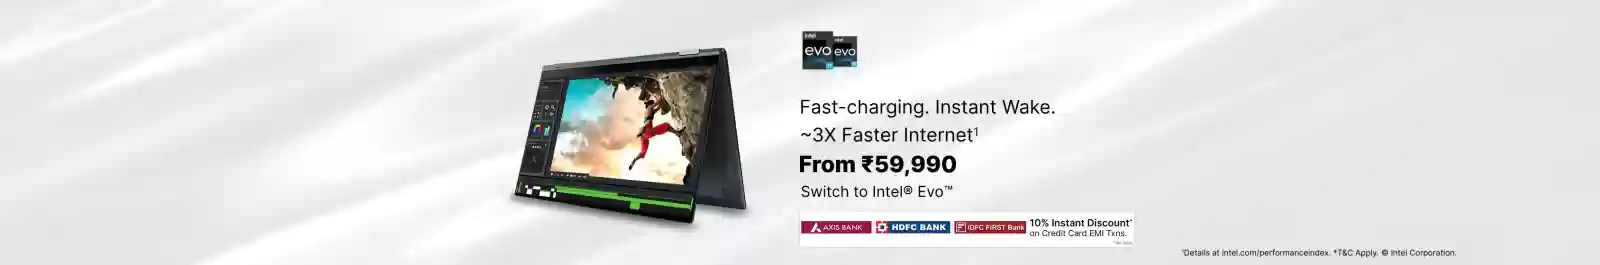 intel
evo
intel
evo
Fast-charging. Instant Wake.
~3X Faster Internet¹
From ₹59,990
Switch to Intel® Evo™
AXIS BANK
HDFC BANK
IDFC FIRST Bank
10% Instant Discount*
on Credit Card EMI Txns.
¹Details at intel.com/performanceindex. *T&C Apply. © Intel Corporation.